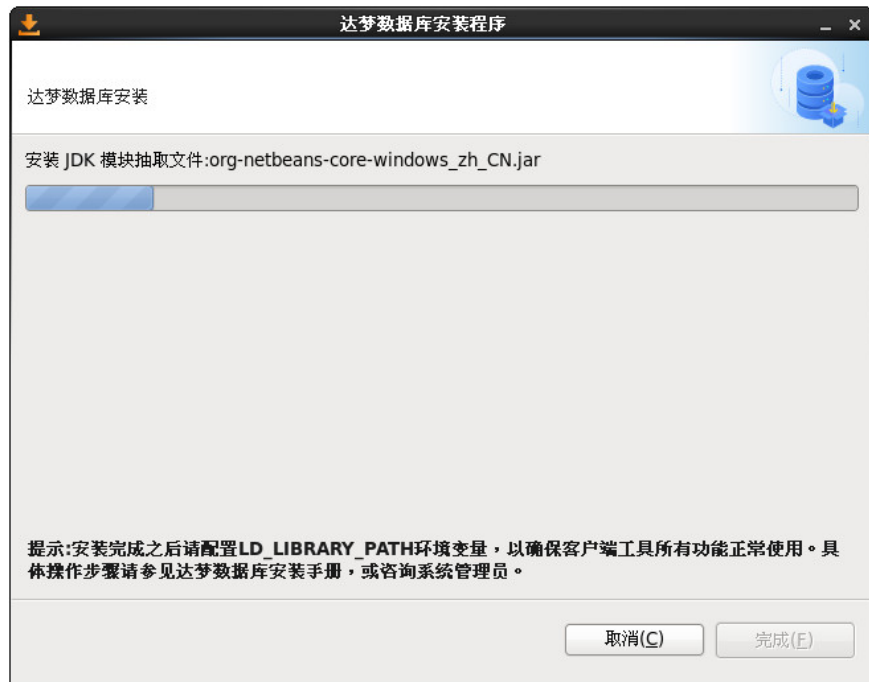 达梦数据库安装程序
达梦数据库安装
安装 JDK 模块抽取文件:org-netbeans-core-windows_zh_CN.jar
提示:安装完成之后请配置LD_LIBRARY_PATH环境变量，以确保客户端工具所有功能正常使用。具
体操作步骤请参见达梦数据库安装手册，或咨询系统管理员。
取消(C) 完成(F)